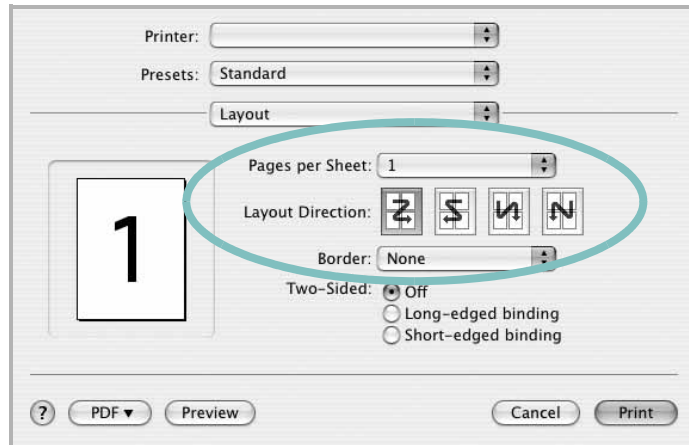 Printer:
Presets: Standard
Layout
Pages per Sheet: 1
Layout Direction:
Border: None
Two-Sided: Off
Long-edged binding
Short-edged binding
1
? PDF▼ Preview Cancel Print